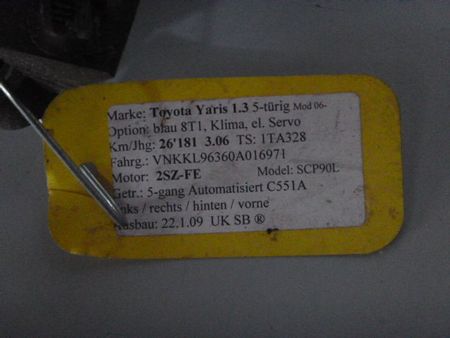 Marke: Toyota Yaris 1.3 5-türig Mod 06-
Option: blau 8T1, Klima, el. Servo
Km/Jhg: 26'181 3.06 TS: 1TA328
Fahrg.: VNKKL96360A016971
Motor: 2SZ-FE Model: SCP90L
Getr.: 5-gang Automatisiert C551A
links / rechts / hinten / vorne
Ausbau: 22.1.09 UK SB ®